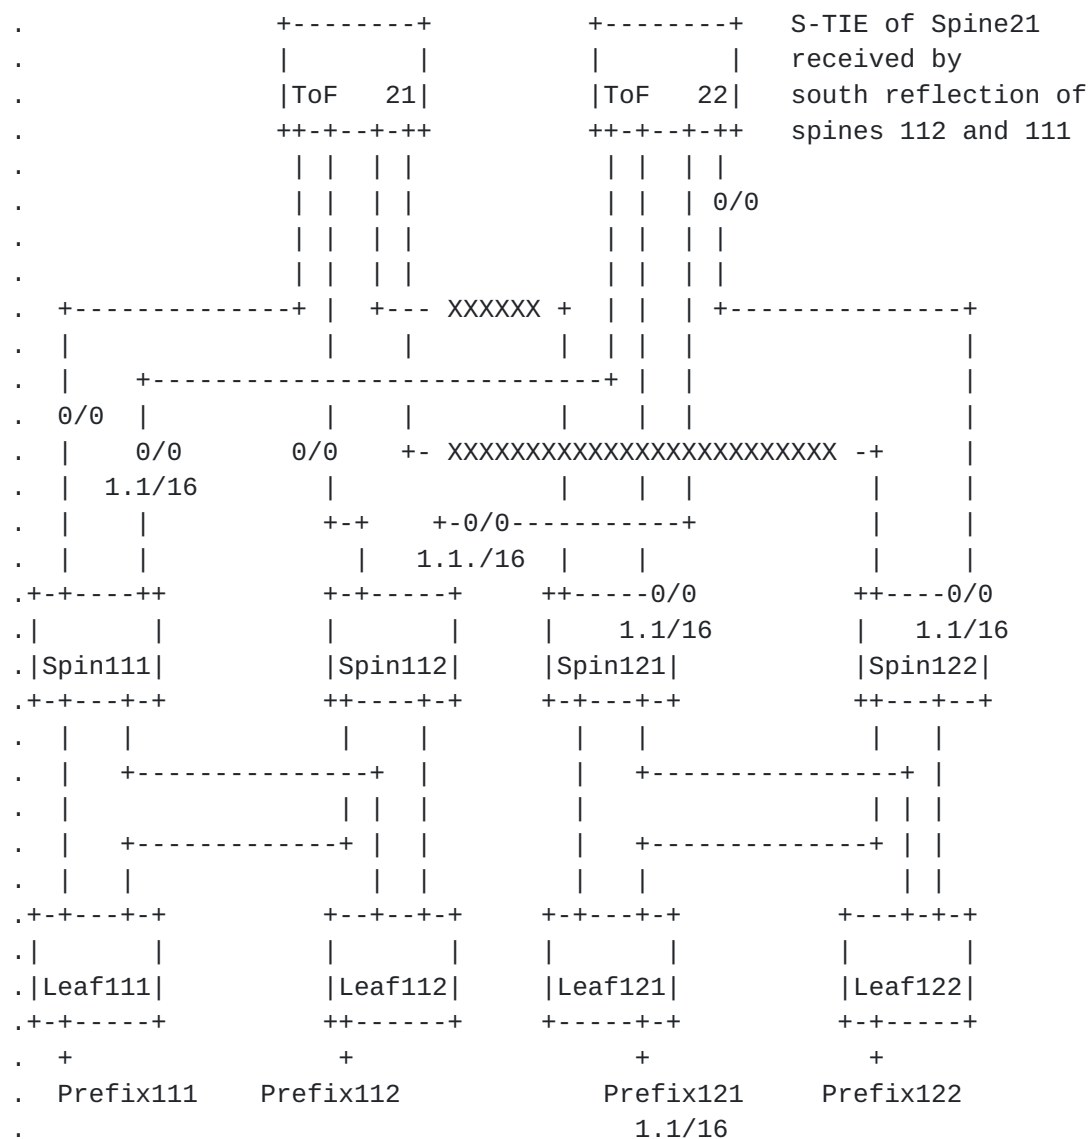 .                 +--------+          +--------+   S-TIE of Spine21
.                 |        |          |        |   received by
.                 |ToF   21|          |ToF   22|   south reflection of
.                 ++-+--+-++          ++-+--+-++   spines 112 and 111
.                  | |  | |            | |  | |
.                  | |  | |            | |  | 0/0
.                  | |  | |            | |  | |
.                  | |  | |            | |  | |
.   +--------------+ |  +--- XXXXXX +  | |  | +---------------+
.   |                |    |         |  | |  |                 |
.   |    +-----------------------------+ |  |                 |
.  0/0  |           |    |         |    |  |                 |
.   |    0/0       0/0    +- XXXXXXXXXXXXXXXXXXXXXXXXX -+      |
.   |  1.1/16        |              |    |  |           |     |
.   |    |           +-+    +-0/0-----------+           |     |
.   |    |             |   1.1./16  |    |              |     |
.+-+----++          +-+-----+     ++-----0/0          ++----0/0
.|       |          |       |     |    1.1/16         |   1.1/16
.|Spin111|          |Spin112|     |Spin121|           |Spin122|
.+-+---+-+          ++----+-+     +-+---+-+           ++---+--+
.  |   |             |    |       |   |              |   |
.  |   +---------------+  |       |   +----------------+ |
.  |                 | |  |       |                  | | |
.  |   +-------------+ |  |       |   +--------------+ | |
.  |   |               |  |       |   |                | |
.+-+---+-+          +--+--+-+     +-+---+-+          +---+-+-+
.|       |          |       |     |       |          |       |
.|Leaf111|          |Leaf112|     |Leaf121|          |Leaf122|
.+-+-----+          ++------+     +-----+-+          +-+-----+
.  +                 +                  +              +
.  Prefix111    Prefix112             Prefix121     Prefix122
.                                       1.1/16